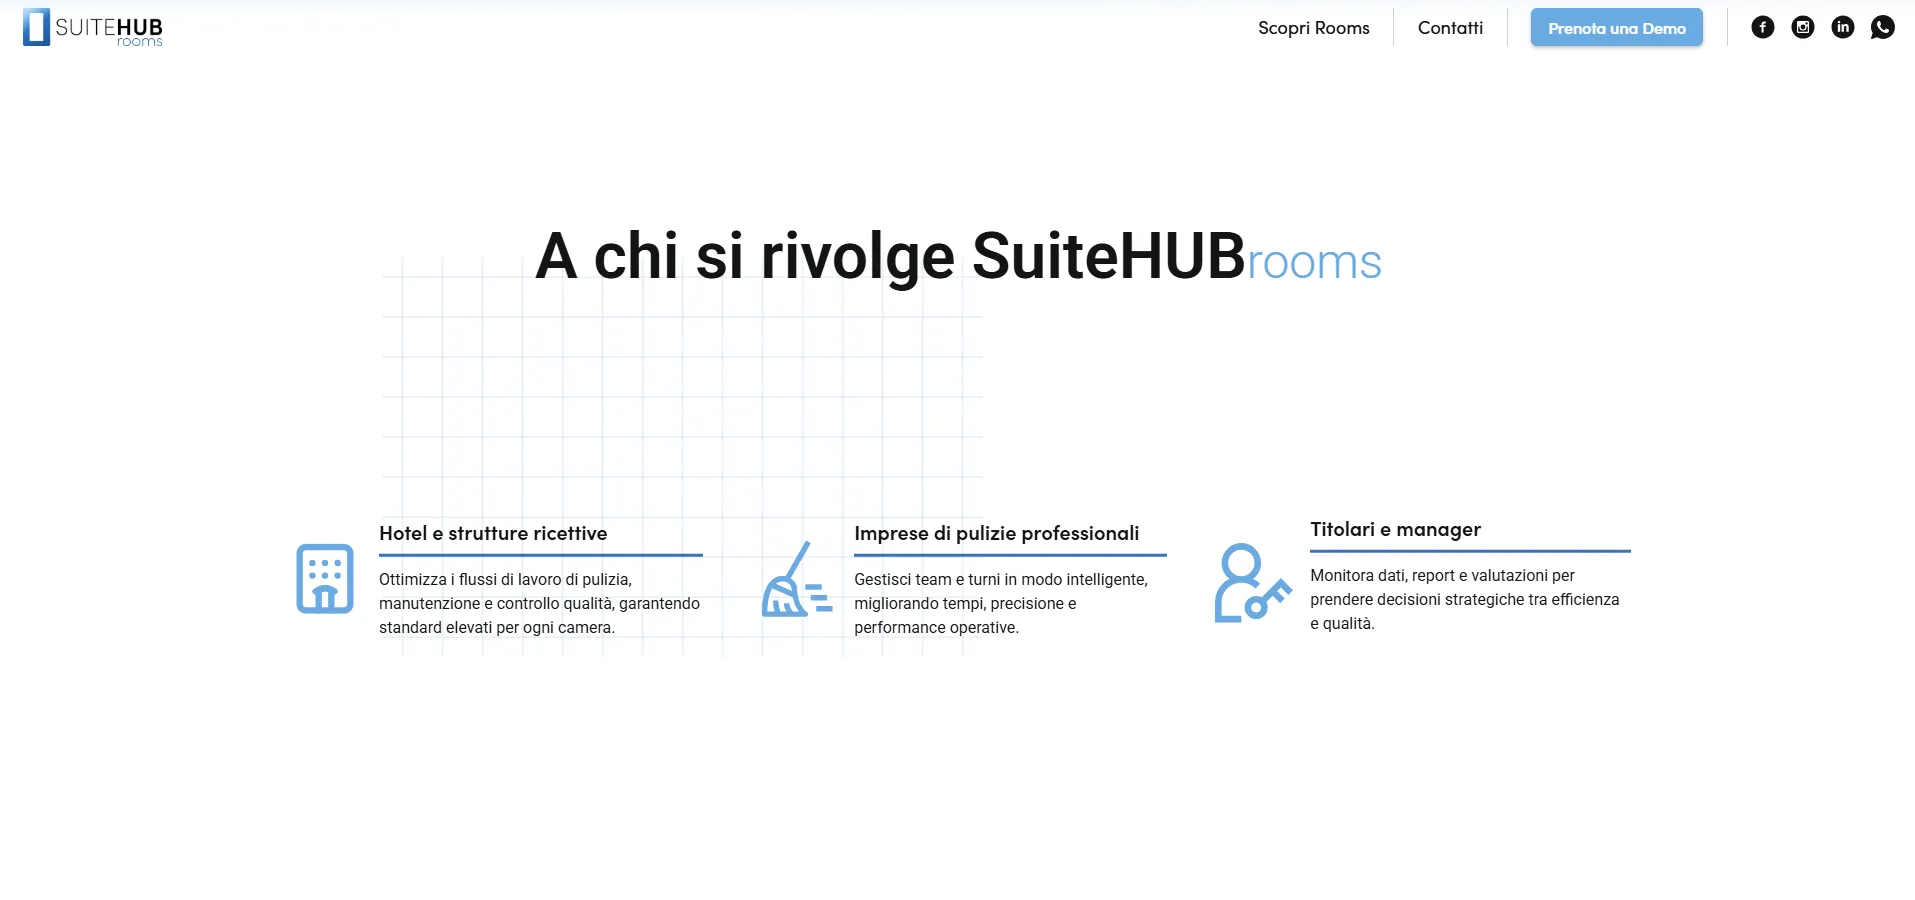 SUITEHUB
rooms
Scopri Rooms
Contatti
Prenota una Demo
A chi si rivolge SuiteHUBrooms
Hotel e strutture ricettive
Ottimizza i flussi di lavoro di pulizia,
manutenzione e controllo qualità, garantendo
standard elevati per ogni camera.
Imprese di pulizie professionali
Gestisci team e turni in modo intelligente,
migliorando tempi, precisione e
performance operative.
Titolari e manager
Monitora dati, report e valutazioni per
prendere decisioni strategiche tra efficienza
e qualità.